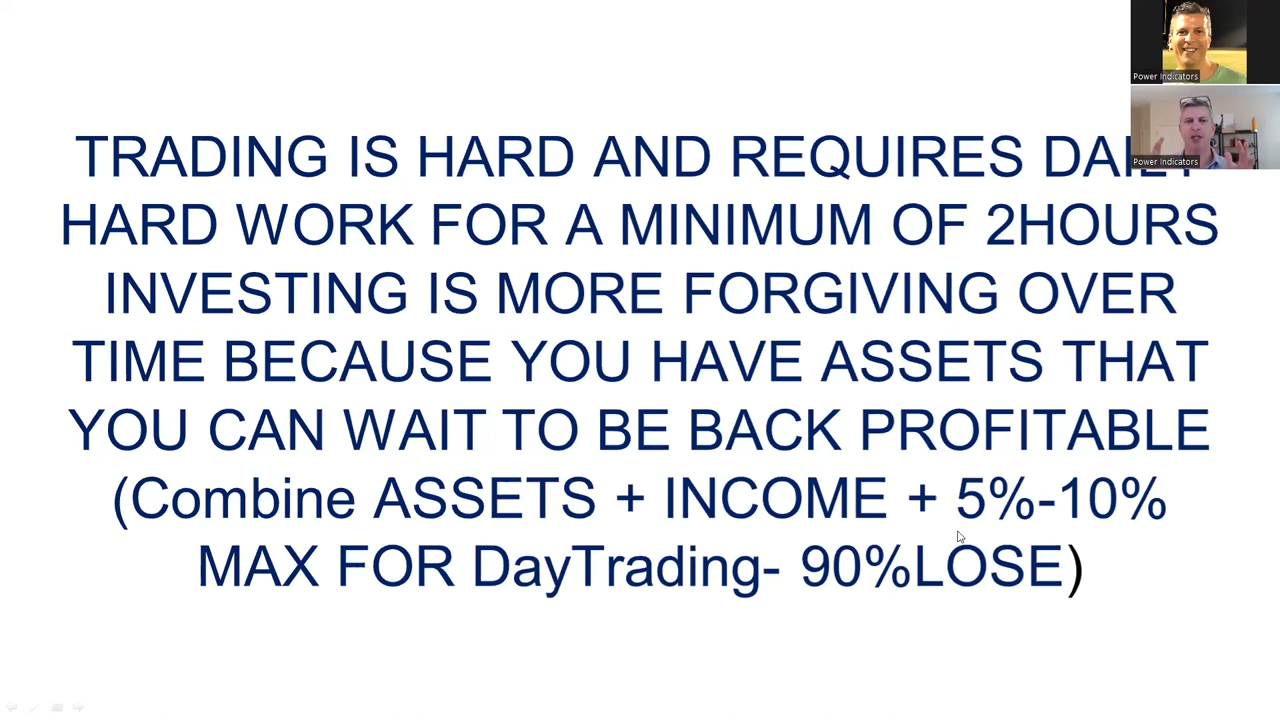 Power Indicators
Power Indicators
TRADING IS HARD AND REQUIRES DAILY
HARD WORK FOR A MINIMUM OF 2HOURS
INVESTING IS MORE FORGIVING OVER
TIME BECAUSE YOU HAVE ASSETS THAT
YOU CAN WAIT TO BE BACK PROFITABLE
(Combine ASSETS + INCOME + 5%-10%
MAX FOR DayTrading- 90%LOSE)